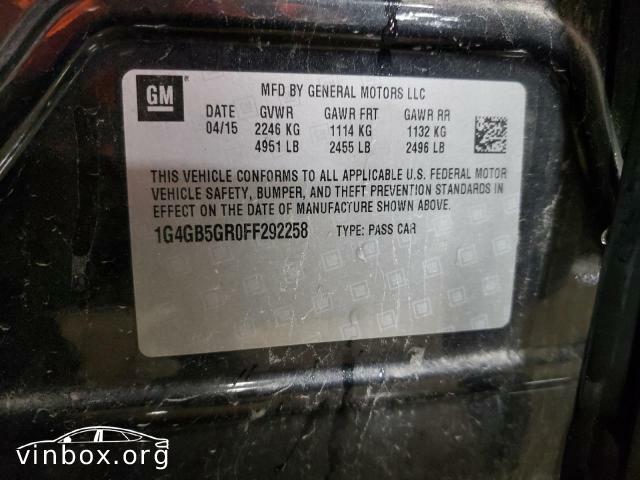 GM
MFD BY GENERAL MOTORS LLC
DATE GVWR GAWR FRT GAWR RR
04/15 2246 KG 1114 KG 1132 KG
4951 LB 2455 LB 2496 LB
THIS VEHICLE CONFORMS TO ALL APPLICABLE U.S. FEDERAL MOTOR
VEHICLE SAFETY, BUMPER, AND THEFT PREVENTION STANDARDS IN
EFFECT ON THE DATE OF MANUFACTURE SHOWN ABOVE.
1G4GB5GR0FF292258 TYPE: PASS CAR
vinbox.org